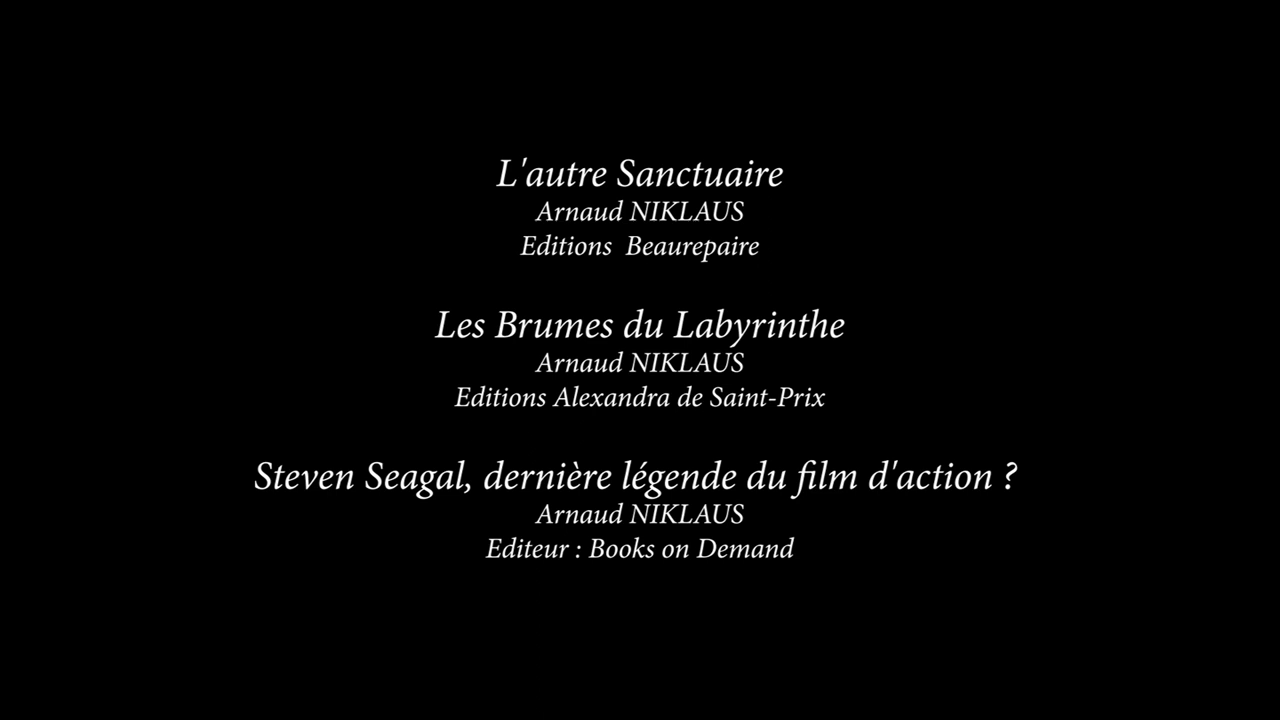 L'autre Sanctuaire
Arnaud NIKLAUS
Editions  Beaurepaire
Les Brumes du Labyrinthe
Arnaud NIKLAUS
Editions Alexandra de Saint-Prix
Steven Seagal, dernière légende du film d'action ?
Arnaud NIKLAUS
Editeur : Books on Demand